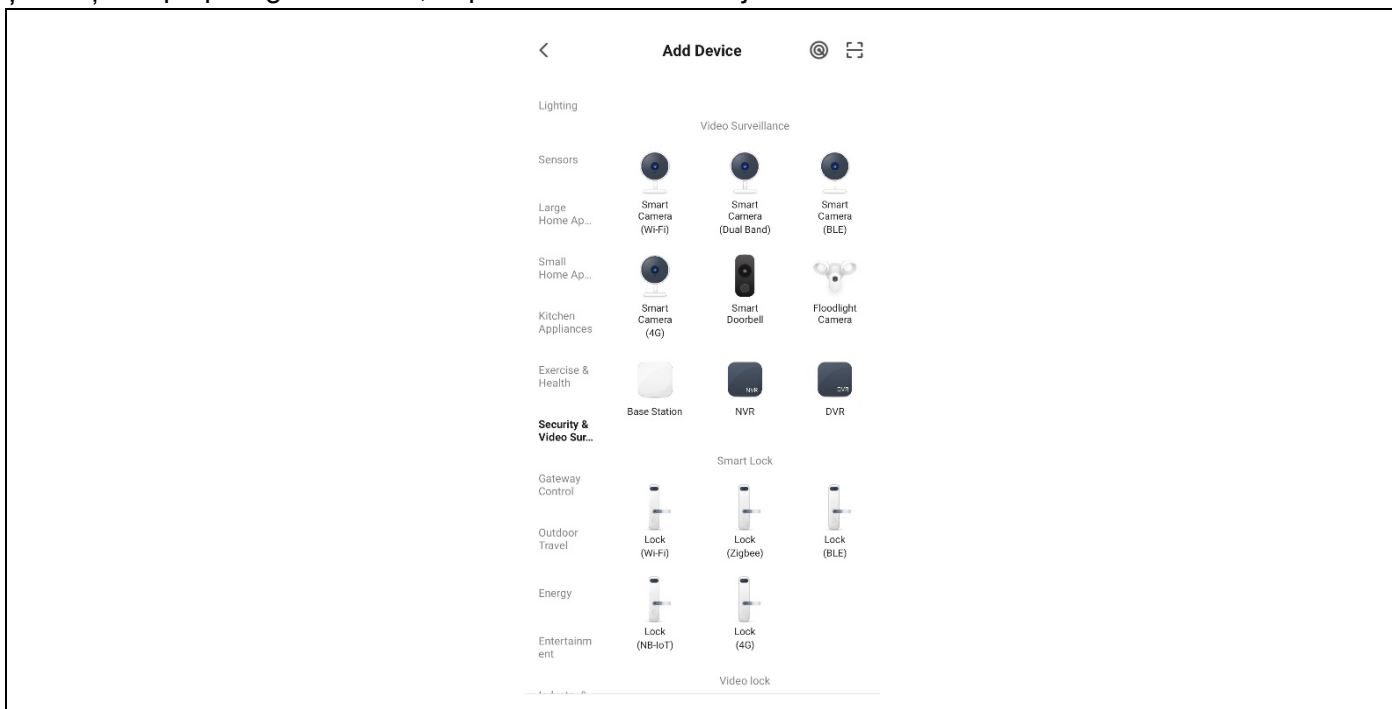 Add Device
Lighting
Sensors
Large
Home Ap...
Small
Home Ap...
Kitchen
Appliances
Exercise &
Health
Security &
Video Sur...
Gateway
Control
Outdoor
Travel
Energy
Entertainm
ent
Video Surveillance
Smart
Camera
(Wi-Fi)
Smart
Camera
(Dual Band)
Smart
Camera
(BLE)
Smart
Camera
(4G)
Smart
Doorbell
Floodlight
Camera
Base Station
NVR
NVR
DVR
DVR
Smart Lock
Lock
(Wi-Fi)
Lock
(Zigbee)
Lock
(BLE)
Lock
(NB-IoT)
Lock
(4G)
Video lock